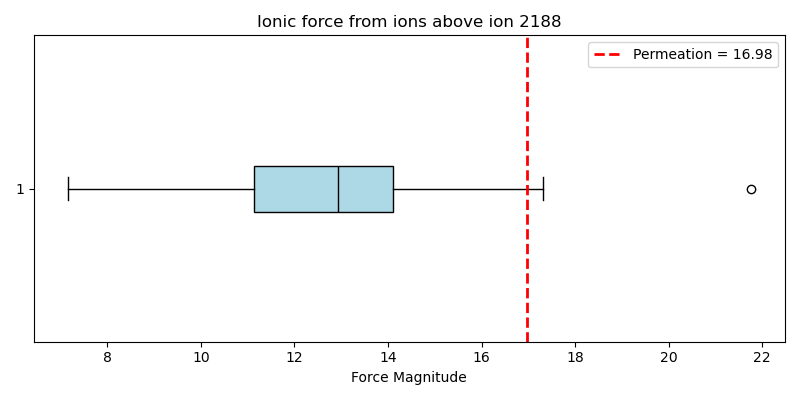 Ionic force from ions above ion 2188
Permeation = 16.98
1
8 10 12 14 16 18 20 22
Force Magnitude